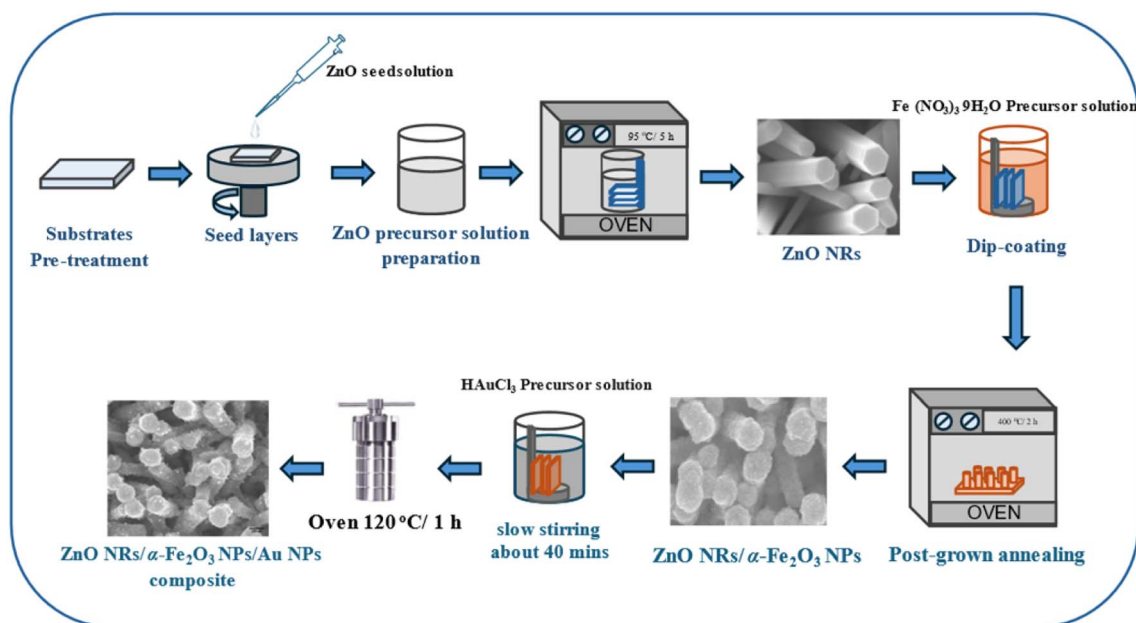 ZnO seedsolution
Fe (NO₃)₃ 9H₂O Precursor solution
95 °C/ 5 h
OVEN
Substrates
Pre-treatment
Seed layers
ZnO precursor solution
preparation
ZnO NRs
Dip-coating
HAuCl₃ Precursor solution
400 °C/ 2 h
OVEN
Oven 120 °C/ 1 h
slow stirring
about 40 mins
ZnO NRs/α-Fe₂O₃ NPs
Post-grown annealing
ZnO NRs/α-Fe₂O₃ NPs/Au NPs
composite